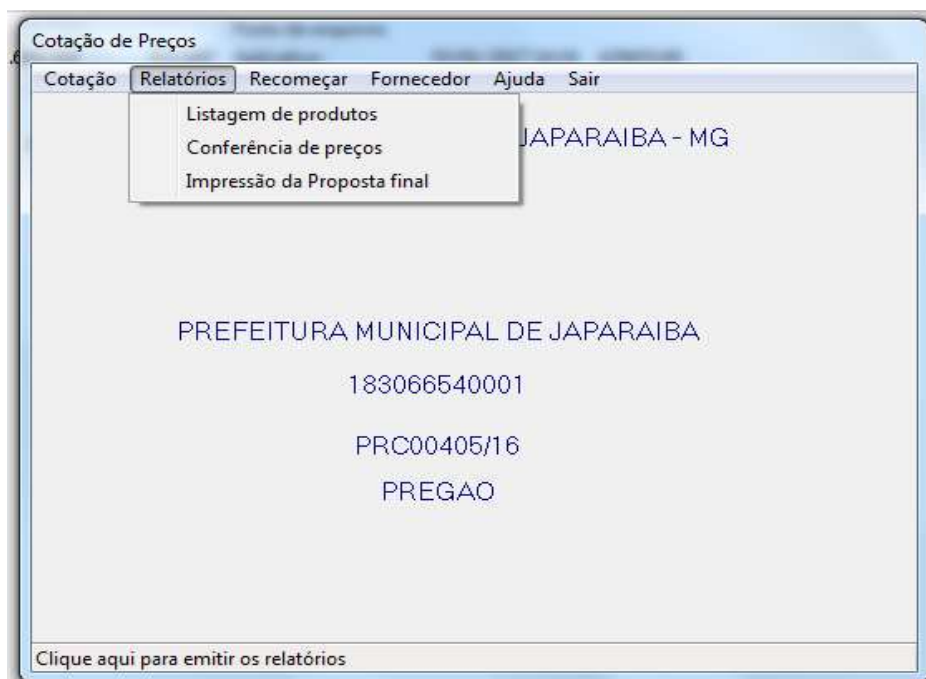 Cotação de Preços
Cotação Relatórios Recomeçar Fornecedor Ajuda Sair
Listagem de produtos
JAPARAIBA - MG
Conferência de preços
Impressão da Proposta final
PREFEITURA MUNICIPAL DE JAPARAIBA
183066540001
PRC00405/16
PREGAO
Clique aqui para emitir os relatórios